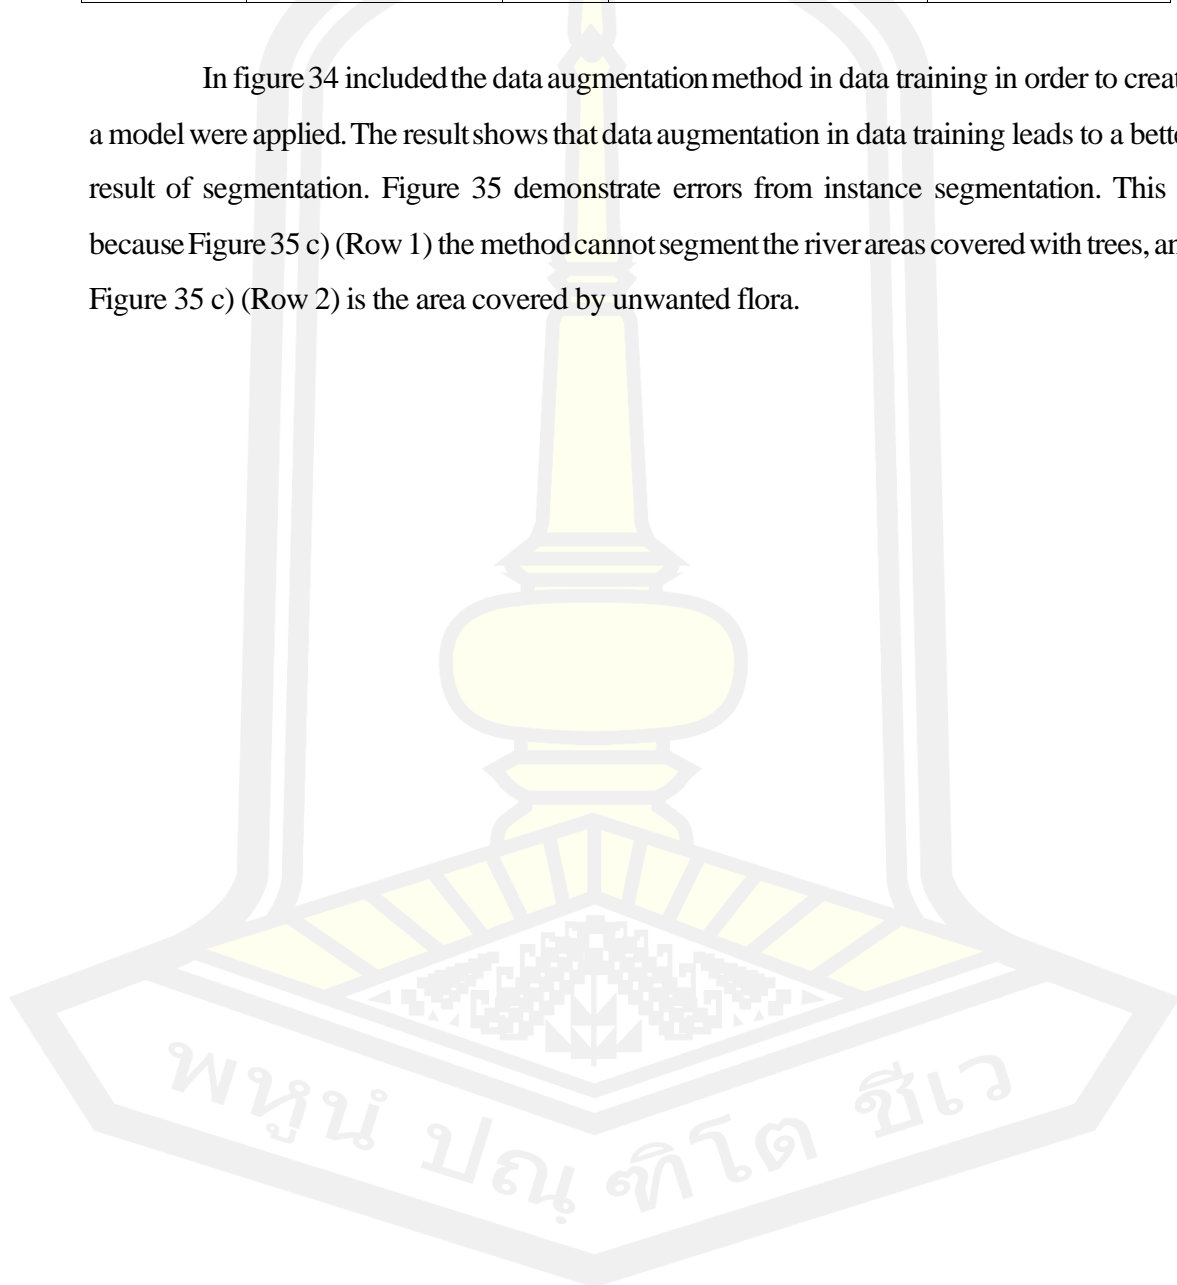 In figure 34 included the data augmentation method in data training in order to creat
a model were applied. The result shows that data augmentation in data training leads to a bette
result of segmentation. Figure 35 demonstrate errors from instance segmentation. This
because Figure 35 c) (Row 1) the method cannot segment the river areas covered with trees, an
Figure 35 c) (Row 2) is the area covered by unwanted flora.
พหูนํ ปณฺฑิโต ชีเว